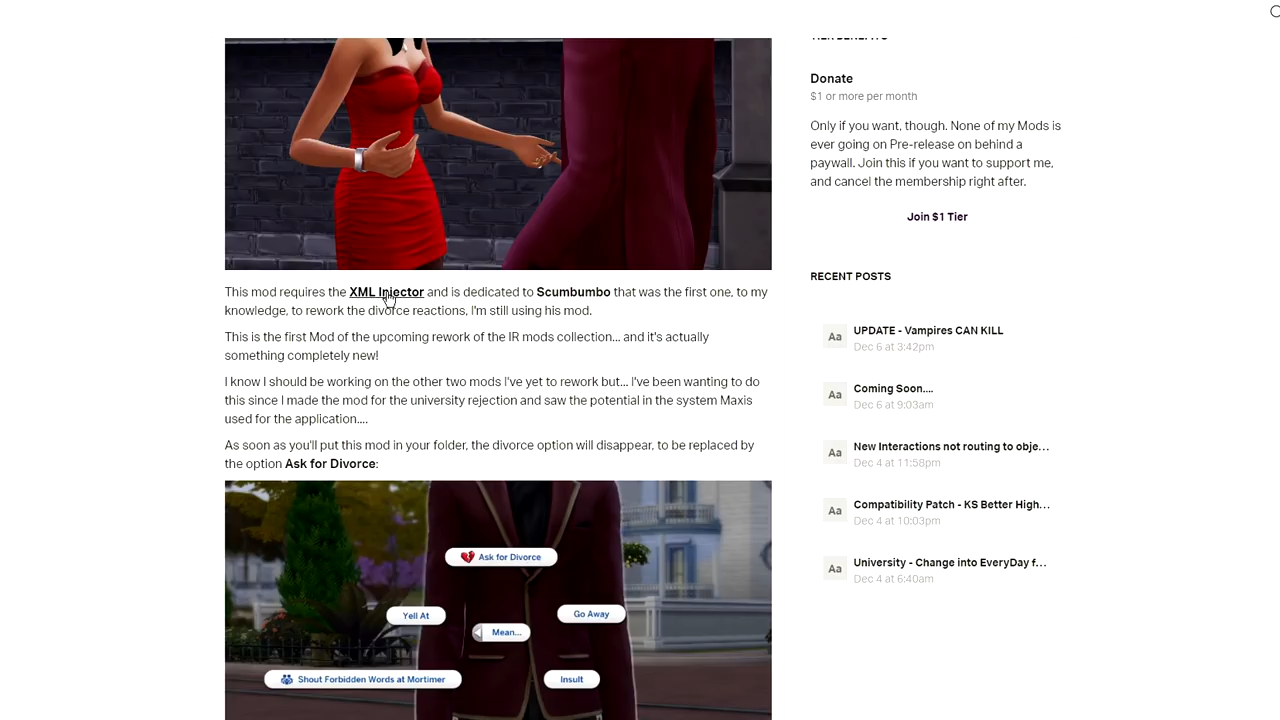 TIER BENEFITS
Donate
$1 or more per month
Only if you want, though. None of my Mods is
ever going on Pre-release on behind a
paywall. Join this if you want to support me,
and cancel the membership right after.
Join $1 Tier
RECENT POSTS
Aa UPDATE - Vampires CAN KILL
Dec 6 at 3:42pm
Aa Coming Soon....
Dec 6 at 9:03am
Aa New Interactions not routing to obje...
Dec 4 at 11:58pm
Aa Compatibility Patch - KS Better High...
Dec 4 at 10:03pm
Aa University - Change into EveryDay f...
Dec 4 at 6:40am
This mod requires the XML Injector and is dedicated to Scumbumbo that was the first one, to my
knowledge, to rework the divorce reactions, I'm still using his mod.
This is the first Mod of the upcoming rework of the IR mods collection... and it's actually
something completely new!
I know I should be working on the other two mods I've yet to rework but... I've been wanting to do
this since I made the mod for the university rejection and saw the potential in the system Maxis
used for the application....
As soon as you'll put this mod in your folder, the divorce option will disappear, to be replaced by
the option Ask for Divorce:
Ask for Divorce
Yell At
Go Away
Mean...
Shout Forbidden Words at Mortimer
Insult